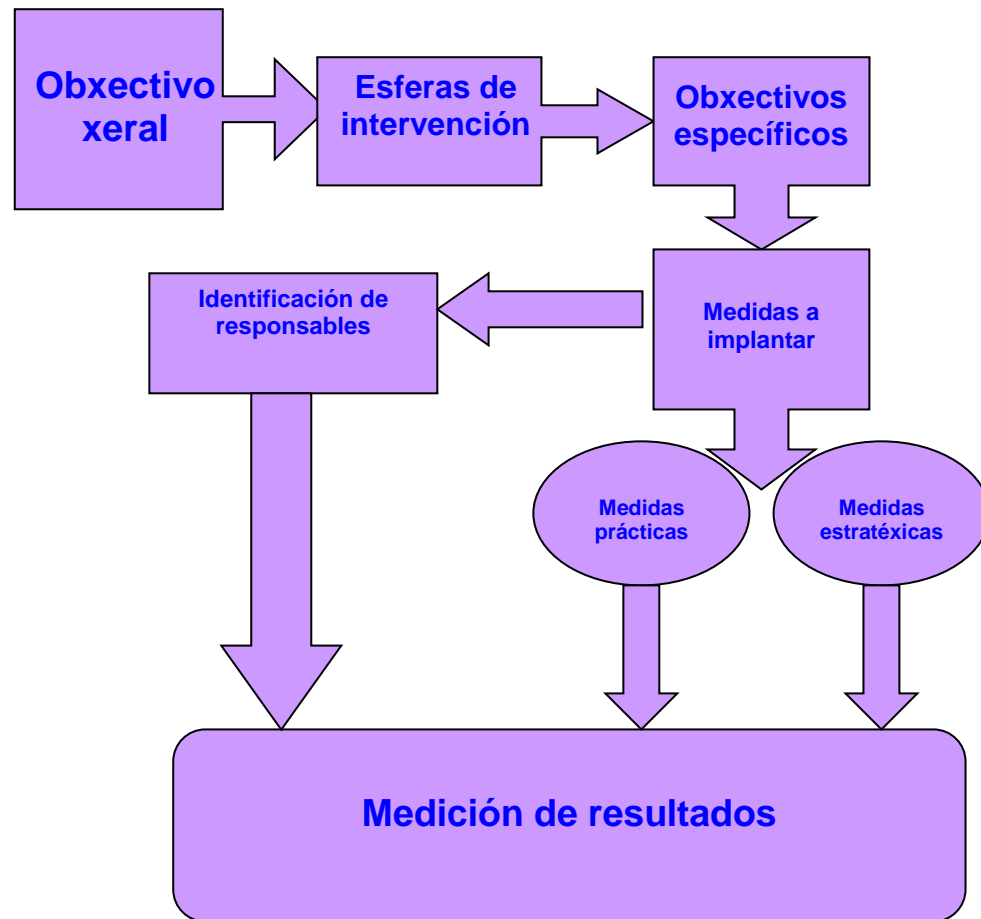 Obxectivo
xeral
Esferas de
intervención
Obxectivos
específicos
Identificación de
responsables
Medidas a
implantar
Medidas
prácticas
Medidas
estratéxicas
Medición de resultados